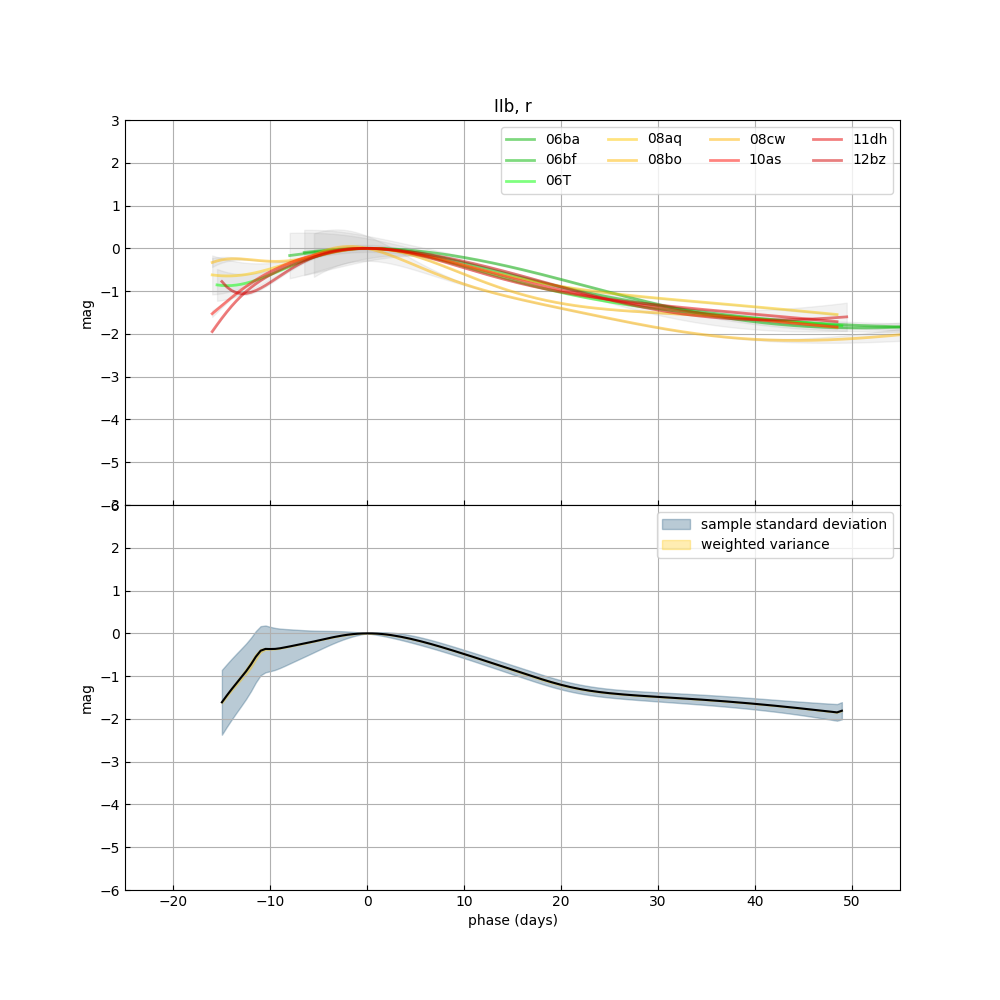 IIb, r
06ba 08aq 08cw 11dh
06bf 08bo 10as 12bz
06T
3
2
1
0
−1
−2
−3
−4
−5
−6
mag
sample standard deviation
weighted variance
3
2
1
0
−1
−2
−3
−4
−5
−6
mag
−20 −10 0 10 20 30 40 50
phase (days)